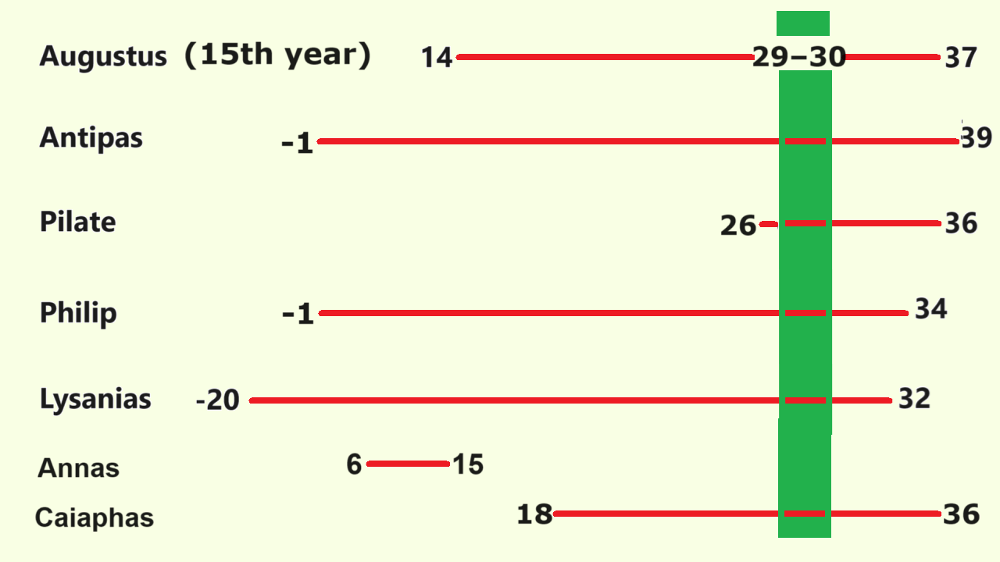 Augustus (15th year) 14 29–30 37
Antipas -1 39
Pilate 26 36
Philip -1 34
Lysanias -20 32
Annas 6 15
Caiaphas 18 36